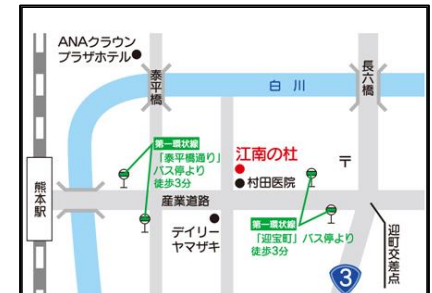 ANAクラウン
プラザホテル
泰平橋
白川
長六橋
第一環状線
「泰平橋通り」
バス停より
徒歩3分
江南の杜
村田医院
〒
熊本駅
産業道路
デイリー
ヤマザキ
第一環状線
「迎宝町」バス停より
徒歩3分
迎町交差点
3